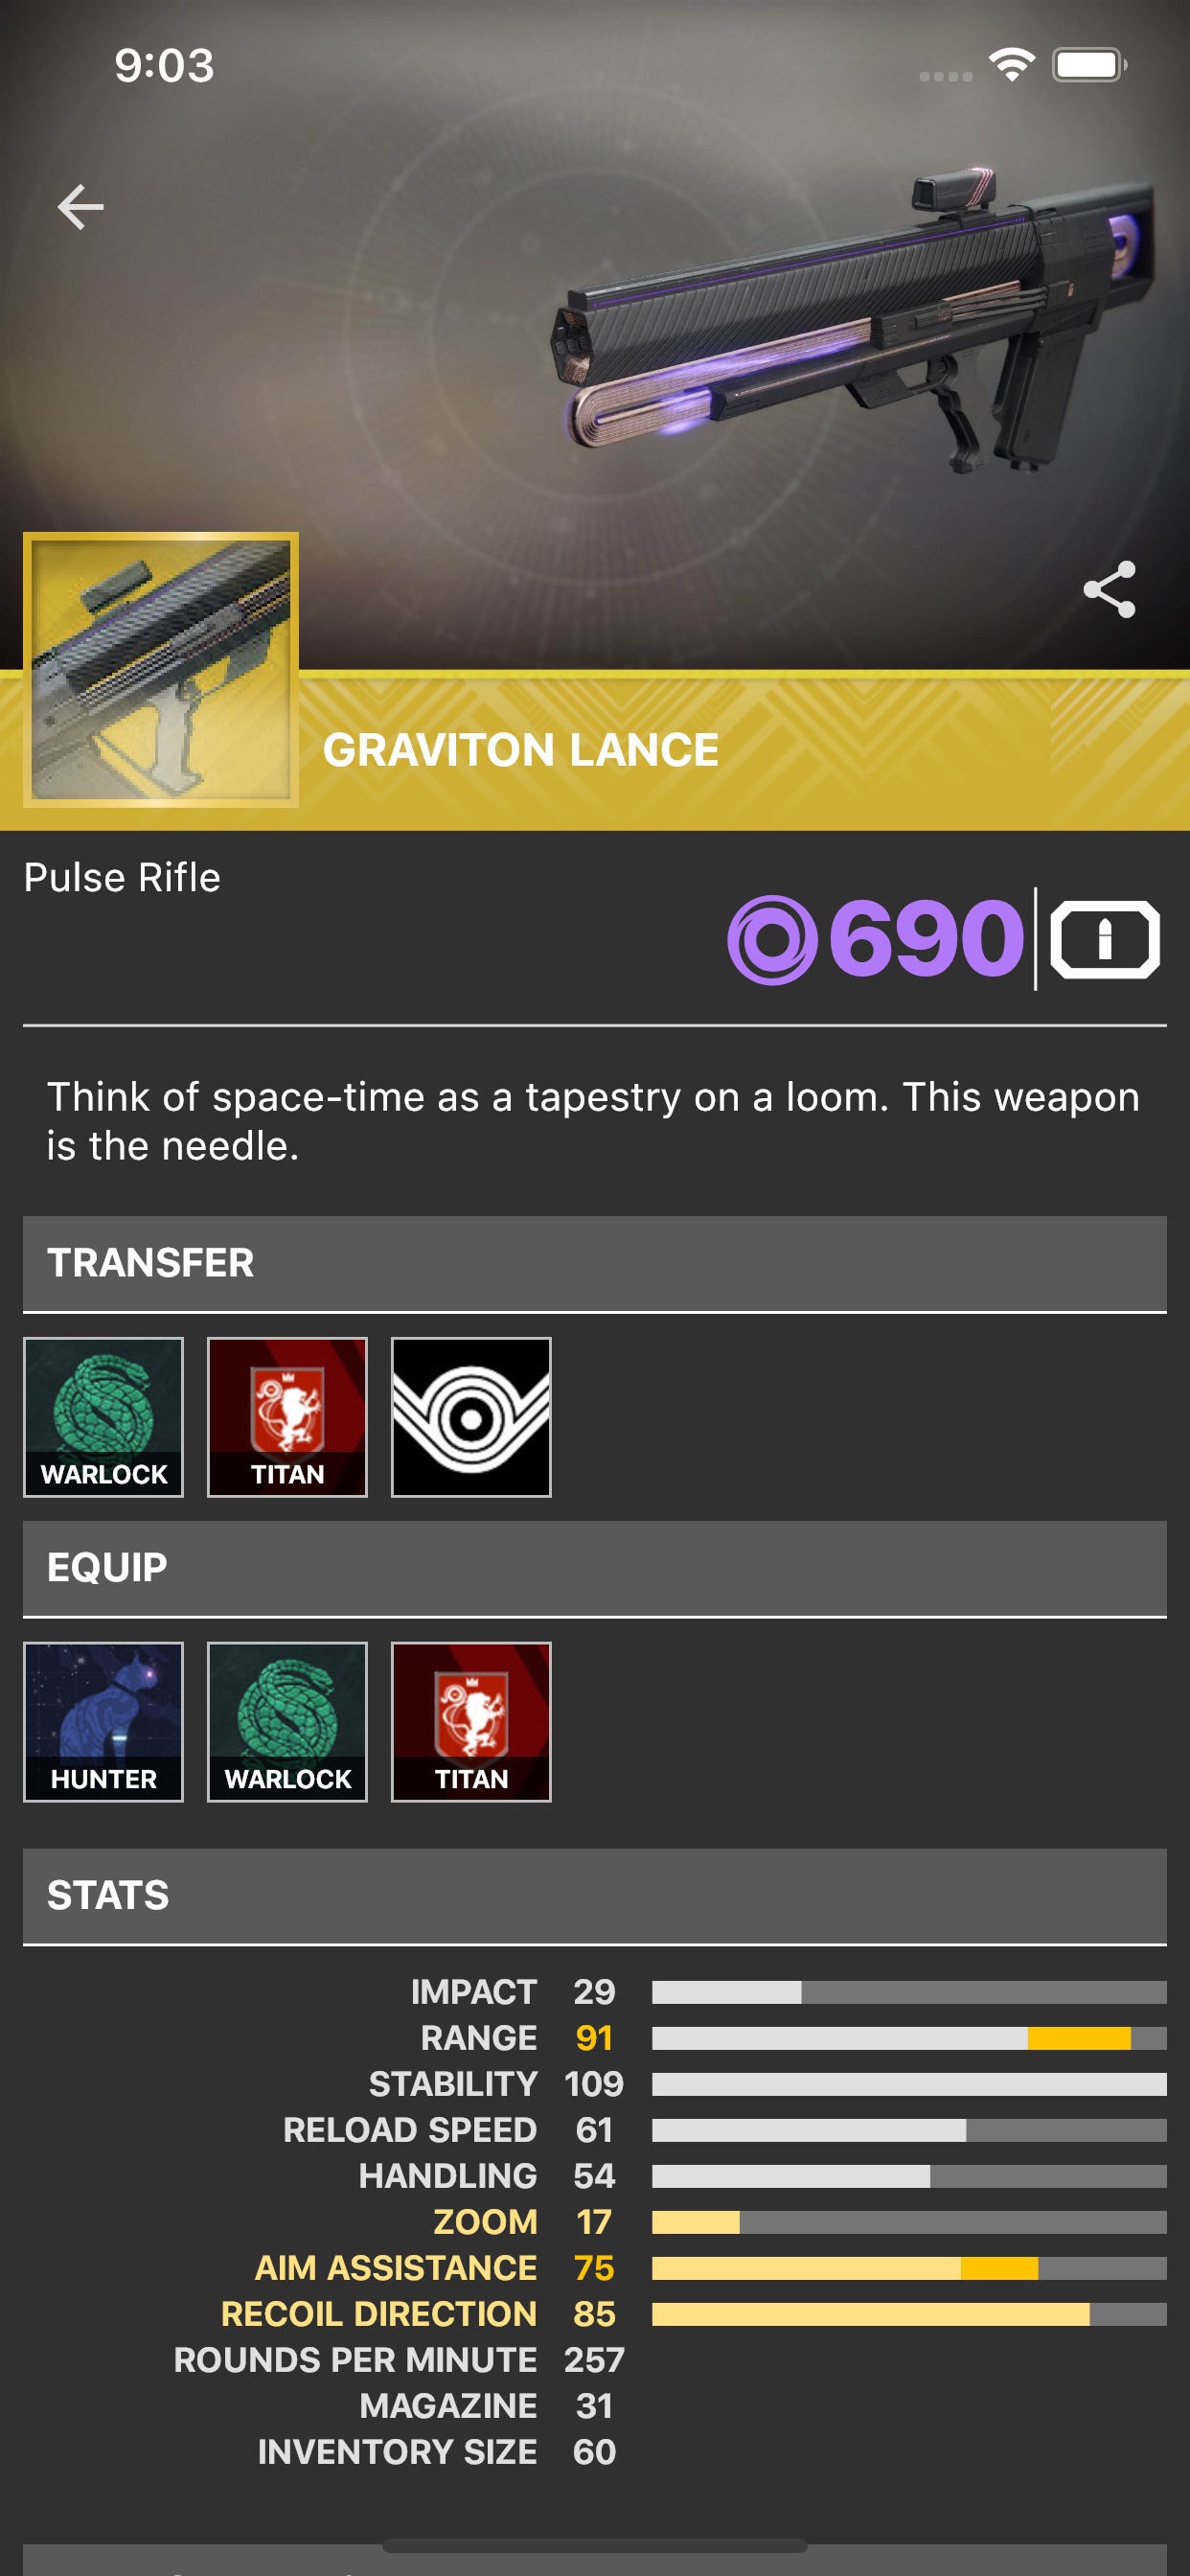 9:03
GRAVITON LANCE
Pulse Rifle
690
Think of space-time as a tapestry on a loom. This weapon
is the needle.
TRANSFER
WARLOCK TITAN
EQUIP
HUNTER WARLOCK TITAN
STATS
IMPACT 29
RANGE 91
STABILITY 109
RELOAD SPEED 61
HANDLING 54
ZOOM 17
AIM ASSISTANCE 75
RECOIL DIRECTION 85
ROUNDS PER MINUTE 257
MAGAZINE 31
INVENTORY SIZE 60